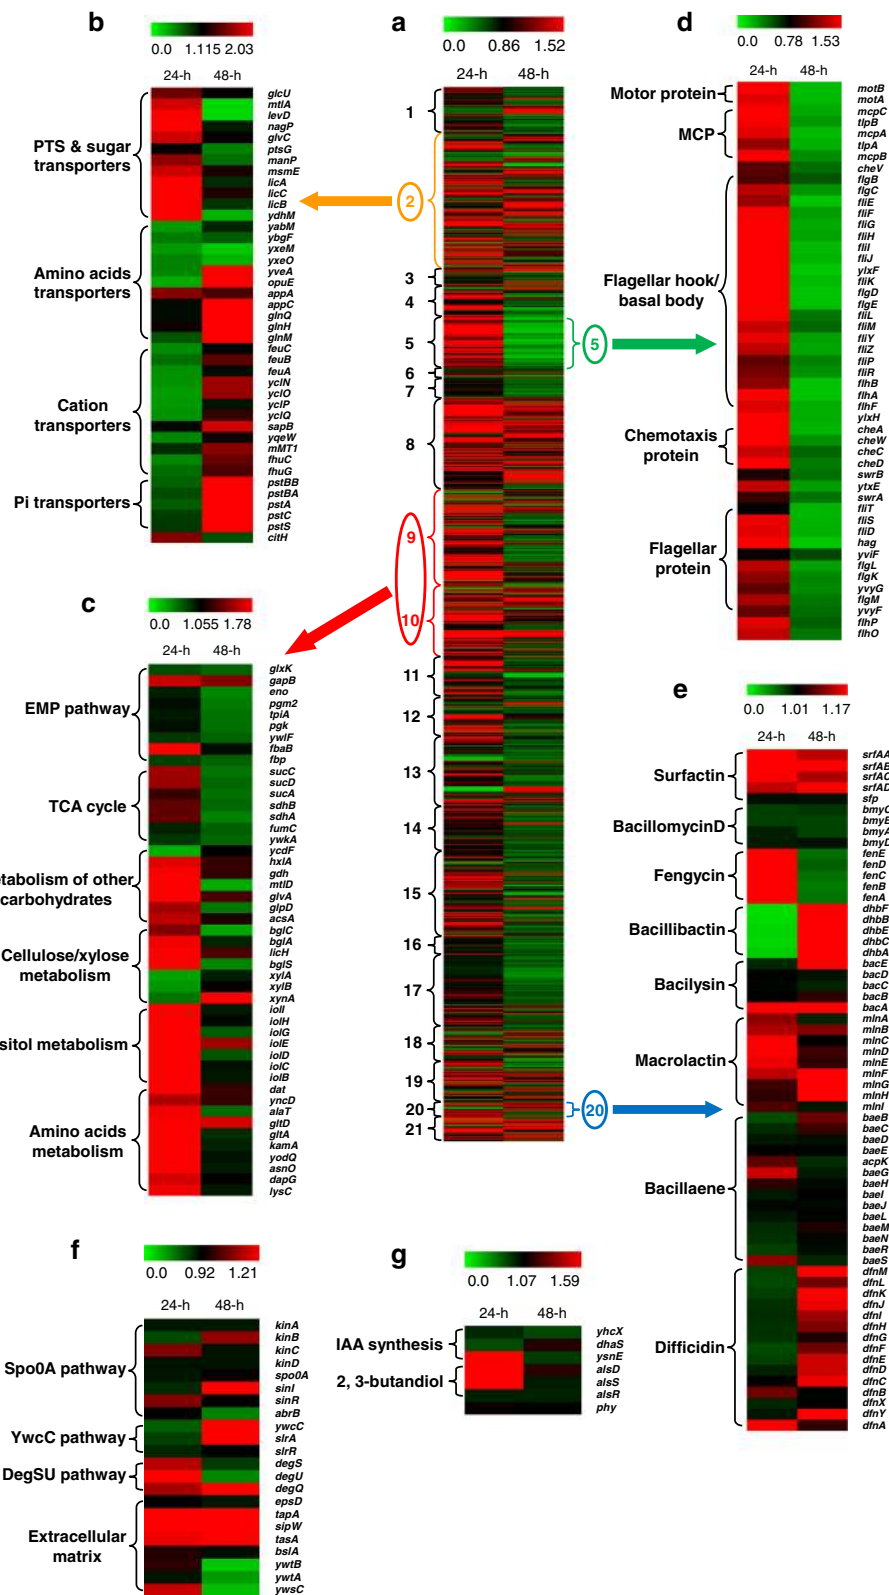 b
0.0 1.115 2.03
24-h 48-h
PTS & sugar
transporters
Amino acids
transporters
Cation
transporters
Pi transporters
glcU
mtlA
levD
nagP
glvC
ptsG
manP
msmE
licA
licC
licB
ydhM
yabM
ybgF
yxeM
yxeO
yveA
opuE
appA
appC
glnQ
glnH
glnM
feuC
feuB
feuA
yclN
yclO
yclP
yclQ
sapB
yqeW
mMT1
fhuC
fhuG
pstBB
pstBA
pstA
pstC
pstS
citH
a
0.0 0.86 1.52
24-h 48-h
1
2
3
4
5
5
6
7
8
9
10
11
12
13
14
15
16
17
18
19
20
20
21
d
0.0 0.78 1.53
24-h 48-h
Motor protein
MCP
Flagellar hook/
basal body
Chemotaxis
protein
Flagellar
protein
motB
motA
mcpC
tlpB
mcpA
tlpA
mcpB
cheV
flgB
flgC
fliE
fliF
fliG
fliH
fliI
fliJ
ylxF
fliK
flgD
flgE
fliL
fliM
fliY
fliZ
fliP
fliR
flhB
flhA
flhF
ylxH
cheA
cheW
cheC
cheD
swrB
ytxE
swrA
fliT
fliS
fliD
hag
yviF
flgL
flgK
yvyG
flgM
yvyF
flhP
flhO
c
0.0 1.055 1.78
24-h 48-h
EMP pathway
TCA cycle
etabolism of other
carbohydrates
Cellulose/xylose
metabolism
sitol metabolism
Amino acids
metabolism
glxK
gapB
eno
pgm2
tpiA
pgk
ywlF
fbaB
fbp
sucC
sucD
sucA
sdhB
sdhA
fumC
ywkA
ycdF
hxlA
gdh
mtlD
glvA
glpD
acsA
bglC
bglA
licH
bglS
xylA
xylB
xynA
iolI
iolH
iolG
iolE
iolD
iolC
iolB
dat
yncD
alaT
gltD
gltA
kamA
yodQ
asnO
dapG
lysC
e
0.0 1.01 1.17
24-h 48-h
Surfactin
BacillomycinD
Fengycin
Bacillibactin
Bacilysin
Macrolactin
Bacillaene
Difficidin
srfAA
srfAB
srfAC
srfAD
sfp
bmyC
bmyB
bmyA
bmyD
fenE
fenD
fenC
fenB
fenA
dhbF
dhbB
dhbE
dhbC
dhbA
bacE
bacD
bacC
bacB
bacA
mlnA
mlnB
mlnC
mlnD
mlnE
mlnF
mlnG
mlnH
mlnI
baeB
baeC
baeD
baeE
acpK
baeG
baeH
baeI
baeJ
baeL
baeM
baeN
baeR
baeS
dfnM
dfnL
dfnK
dfnJ
dfnI
dfnH
dfnG
dfnF
dfnE
dfnD
dfnC
dfnB
dfnX
dfnY
dfnA
f
0.0 0.92 1.21
24-h 48-h
Spo0A pathway
YwcC pathway
DegSU pathway
Extracellular
matrix
kinA
kinB
kinC
kinD
spo0A
sinI
sinR
abrB
ywcC
slrA
slrR
degS
degU
degQ
epsD
tapA
sipW
tasA
bslA
ywtB
ywtA
ywsC
g
0.0 1.07 1.59
24-h 48-h
IAA synthesis
2, 3-butandiol
yhcX
dhaS
ysnE
alsD
alsS
alsR
phy